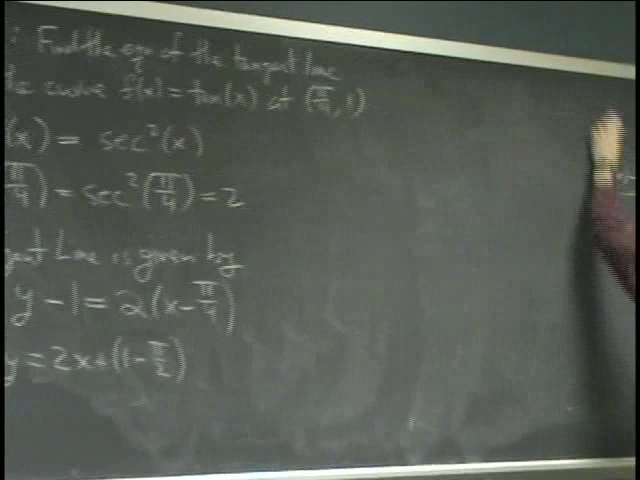 : Find the eqn of the tangent line
the curve f(x) = tan(x) at (π/4, 1)
(x) = sec²(x)
π/4) = sec²(π/4) = 2
gent Line is given by
y - 1 = 2(x - π/4)
y = 2x + (1 - π/2)